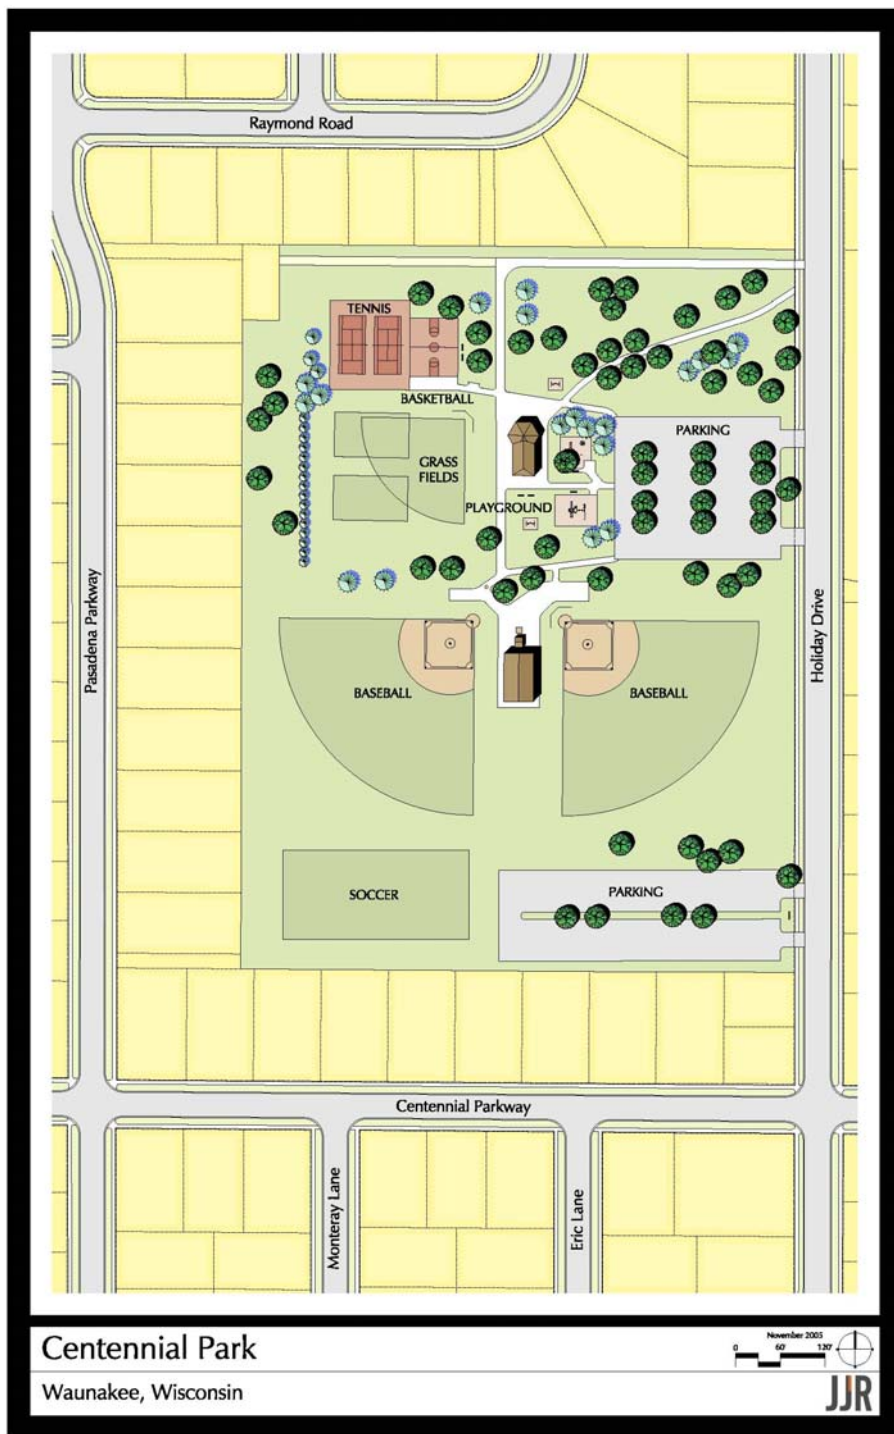 Raymond Road
TENNIS
BASKETBALL
PARKING
GRASS
FIELDS
PLAYGROUND
Pasadena Parkway
Holiday Drive
BASEBALL
BASEBALL
SOCCER
PARKING
Centennial Parkway
Monteray Lane
Eric Lane
Centennial Park
November 2005
0 60' 120'
Waunakee, Wisconsin
JJR